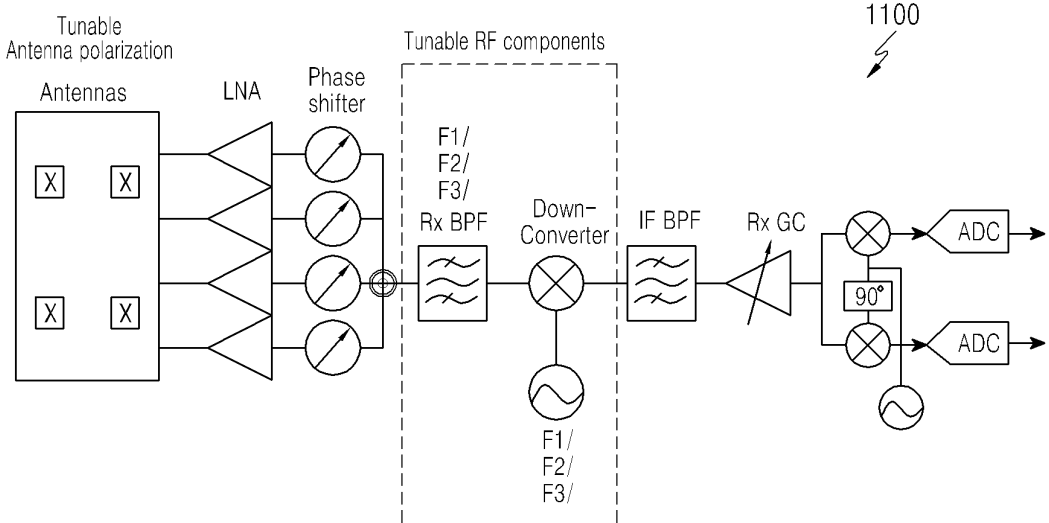 1100
Tunable
Antenna polarization
Antennas
LNA
Phase
shifter
Tunable RF components
F1/
F2/
F3/
Rx BPF
Down-
Converter
IF BPF
Rx GC
X X
X X
90°
ADC
ADC
F1/
F2/
F3/